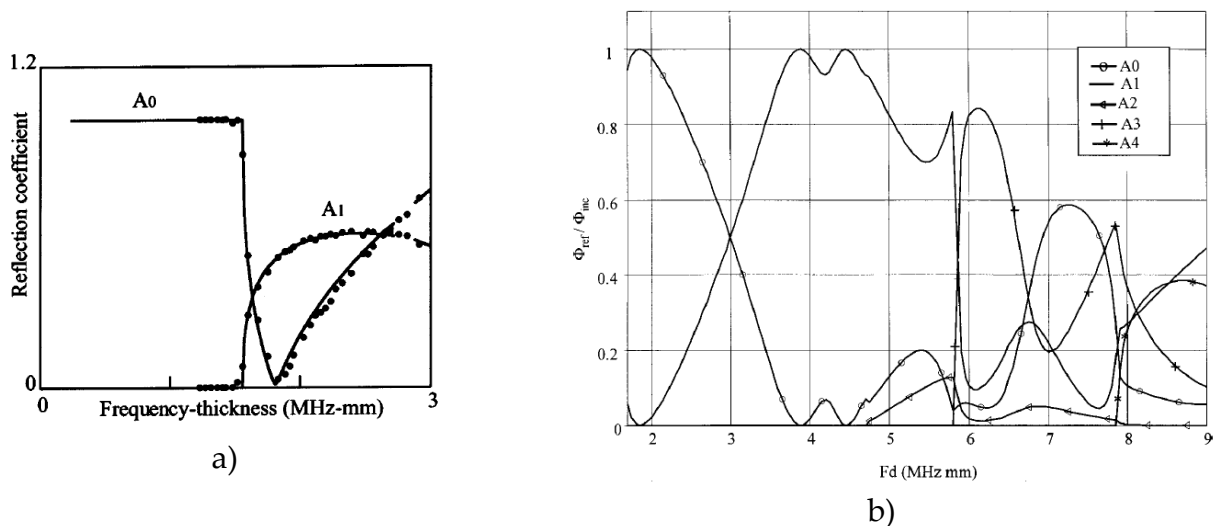 1.2
A0
A1
Reflection coefficient
0
0
3
Frequency-thickness (MHz-mm)
a)
1
0.8
0.6
0.4
0.2
0
Φref / Φinc
2
3
4
5
6
7
8
9
Fd (MHz mm)
A0
A1
A2
A3
A4
b)